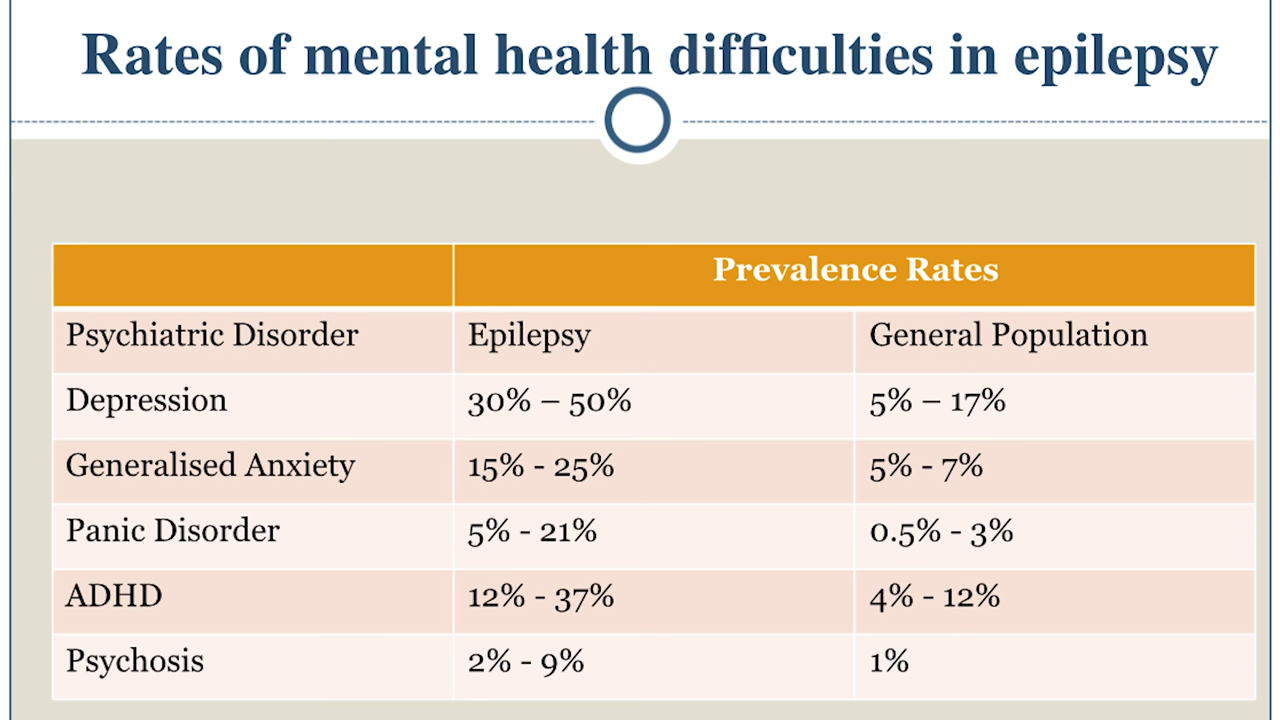 Rates of mental health difficulties in epilepsy
Prevalence Rates
Psychiatric Disorder Epilepsy General Population
Depression 30% – 50% 5% – 17%
Generalised Anxiety 15% - 25% 5% - 7%
Panic Disorder 5% - 21% 0.5% - 3%
ADHD 12% - 37% 4% - 12%
Psychosis 2% - 9% 1%